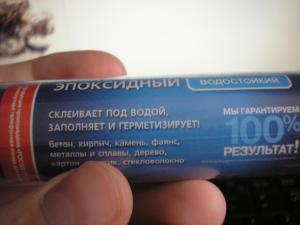 ЭПОКСИДНЫЙ
ВОДОСТОЙКИЙ
СКЛЕИВАЕТ ПОД ВОДОЙ,
ЗАПОЛНЯЕТ И ГЕРМЕТИЗИРУЕТ!
бетон, кирпич, камень, фаянс,
металлы и сплавы, дерево,
картон, стекловолокно
МЫ ГАРАНТИРУЕМ
100%
РЕЗУЛЬТАТ!